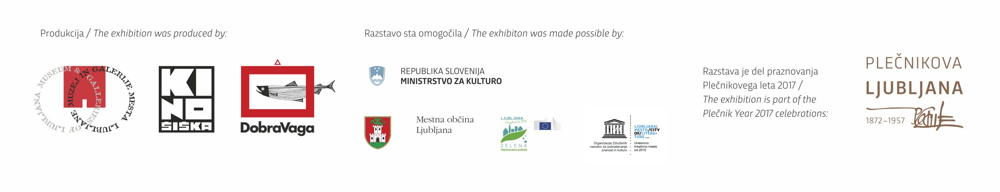 Produkcija / The exhibition was produced by:
MUSEUM & GALLERIES OF LJUBLJANA
MUZEJ IN GALERIJE MESTA LJUBLJANE
KINO
ŠIŠKA
DobraVaga
Razstavo sta omogočila / The exhibiton was made possible by:
REPUBLIKA SLOVENIJA
MINISTRSTVO ZA KULTURO
Mestna občina
Ljubljana
LJUBLJANA
ZELENA
PRESTOLNICA EVROPE
UNESCO
Organizacija Združenih
narodov za izobraževanje,
znanost in kulturo
LJUBLJANA:
MESTO/CITY
OF/LITERA-
TURE ...
Unescovo
kreativno mesto
od 2015
Razstava je del praznovanja
Plečnikovega leta 2017 /
The exhibition is part of the
Plečnik Year 2017 celebrations:
PLEČNIKOVA
LJUBLJANA
1872–1957